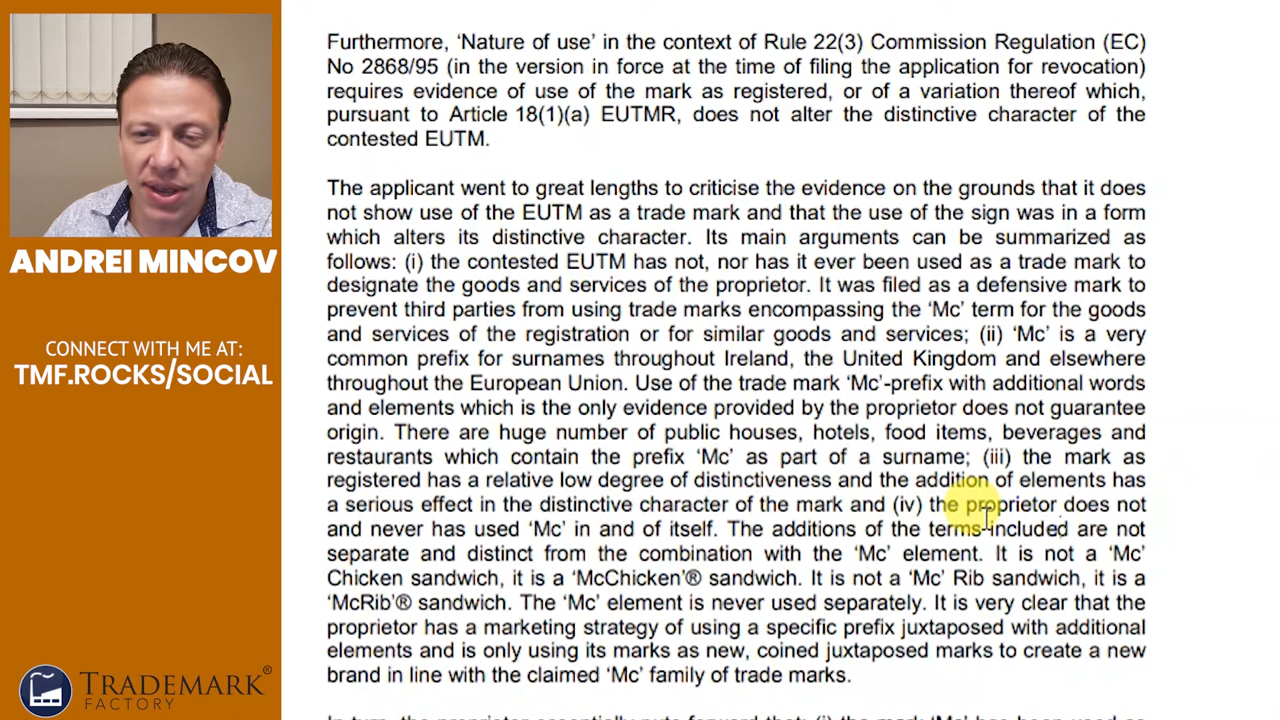 ANDREI MINCOV
CONNECT WITH ME AT:
TMF.ROCKS/SOCIAL
TRADEMARK®
FACTORY
Furthermore, ‘Nature of use’ in the context of Rule 22(3) Commission Regulation (EC)
No 2868/95 (in the version in force at the time of filing the application for revocation)
requires evidence of use of the mark as registered, or of a variation thereof which,
pursuant to Article 18(1)(a) EUTMR, does not alter the distinctive character of the
contested EUTM.
The applicant went to great lengths to criticise the evidence on the grounds that it does
not show use of the EUTM as a trade mark and that the use of the sign was in a form
which alters its distinctive character. Its main arguments can be summarized as
follows: (i) the contested EUTM has not, nor has it ever been used as a trade mark to
designate the goods and services of the proprietor. It was filed as a defensive mark to
prevent third parties from using trade marks encompassing the ‘Mc’ term for the goods
and services of the registration or for similar goods and services; (ii) ‘Mc’ is a very
common prefix for surnames throughout Ireland, the United Kingdom and elsewhere
throughout the European Union. Use of the trade mark ‘Mc’-prefix with additional words
and elements which is the only evidence provided by the proprietor does not guarantee
origin. There are huge number of public houses, hotels, food items, beverages and
restaurants which contain the prefix ‘Mc’ as part of a surname; (iii) the mark as
registered has a relative low degree of distinctiveness and the addition of elements has
a serious effect in the distinctive character of the mark and (iv) the proprietor does not
and never has used ‘Mc’ in and of itself. The additions of the terms included are not
separate and distinct from the combination with the ‘Mc’ element. It is not a ‘Mc’
Chicken sandwich, it is a ‘McChicken’® sandwich. It is not a ‘Mc’ Rib sandwich, it is a
‘McRib’® sandwich. The ‘Mc’ element is never used separately. It is very clear that the
proprietor has a marketing strategy of using a specific prefix juxtaposed with additional
elements and is only using its marks as new, coined juxtaposed marks to create a new
brand in line with the claimed ‘Mc’ family of trade marks.